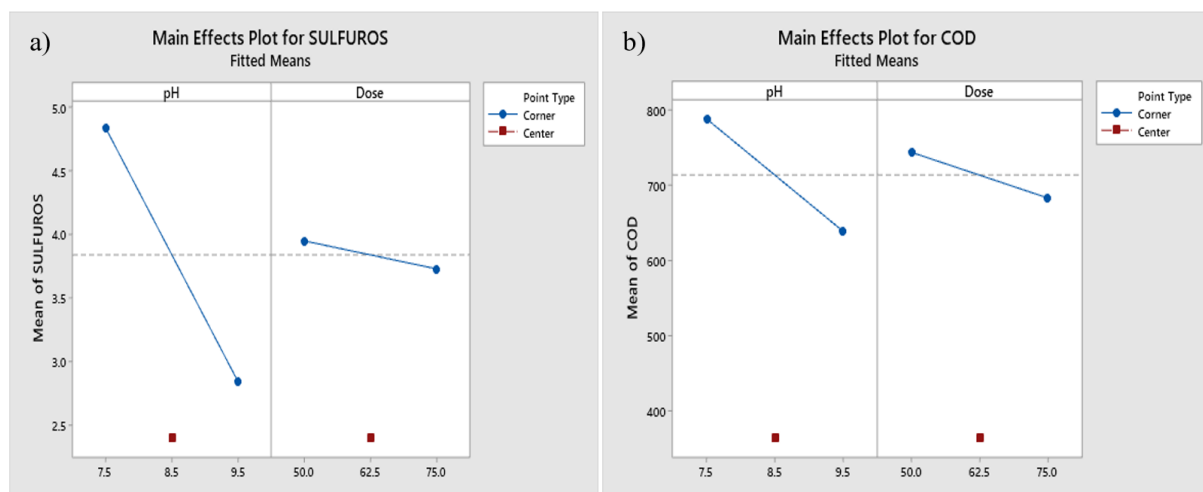 a)
Main Effects Plot for SULFUROS
Fitted Means
pH
Dose
Point Type
Corner
Center
Mean of SULFUROS
5.0
4.5
4.0
3.5
3.0
2.5
7.5
8.5
9.5
50.0
62.5
75.0
b)
Main Effects Plot for COD
Fitted Means
pH
Dose
Point Type
Corner
Center
Mean of COD
800
700
600
500
400
7.5
8.5
9.5
50.0
62.5
75.0